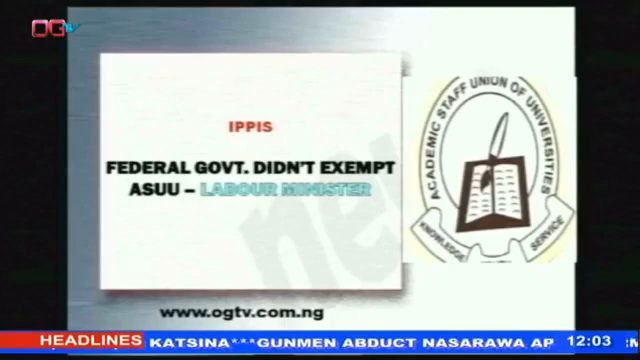 OGTV
IPPIS
FEDERAL GOVT. DIDN'T EXEMPT
ASUU – LABOUR MINISTER
ACADEMIC STAFF UNION OF UNIVERSITIES
KNOWLEDGE
SERVICE
www.ogtv.com.ng
HEADLINES KATSINA***GUNMEN ABDUCT NASARAWA AP 12:03